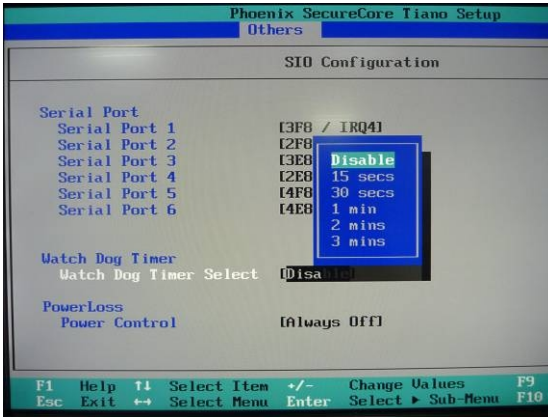 Phoenix SecureCore Tiano Setup
Others
SIO Configuration
Serial Port
Serial Port 1 [3F8 / IRQ4]
Serial Port 2 [2F8
Serial Port 3 [3E8
Serial Port 4 [2E8
Serial Port 5 [4F8
Serial Port 6 [4E8
Disable
15 secs
30 secs
1 min
2 mins
3 mins
Watch Dog Timer
Watch Dog Timer Select [Disable]
PowerLoss
Power Control [Always Off]
F1 Help ↑↓ Select Item +/- Change Values F9
Esc Exit ↔ Select Menu Enter Select ▶ Sub-Menu F10